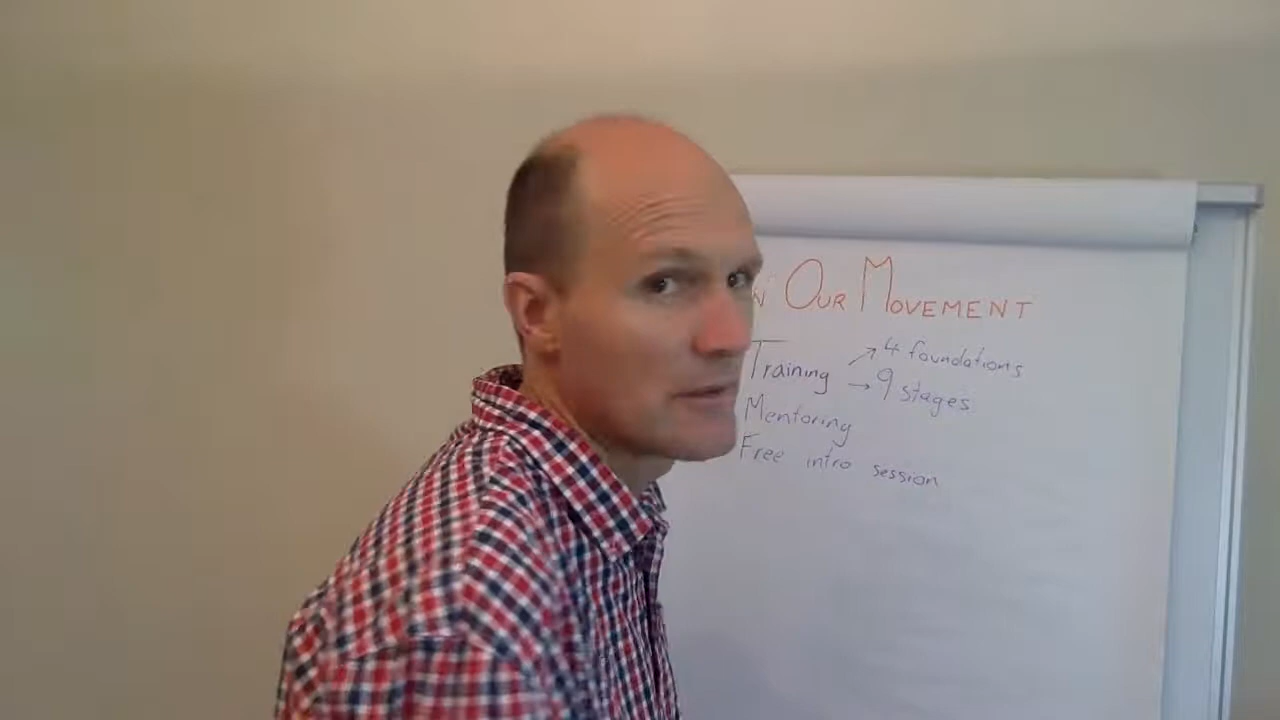 OUR MOVEMENT
Training → 4 foundations
→ 9 stages
Mentoring
Free intro session